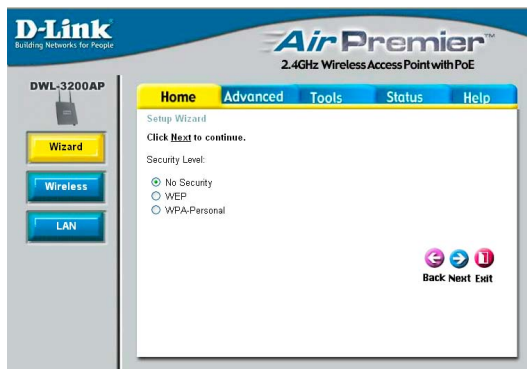 D-Link
Building Networks for People
Air Premier™
2.4GHz Wireless Access Point with PoE
DWL-3200AP
Home Advanced Tools Status Help
Wizard
Wireless
LAN
Setup Wizard
Click Next to continue.
Security Level:
No Security
WEP
WPA-Personal
Back Next Exit